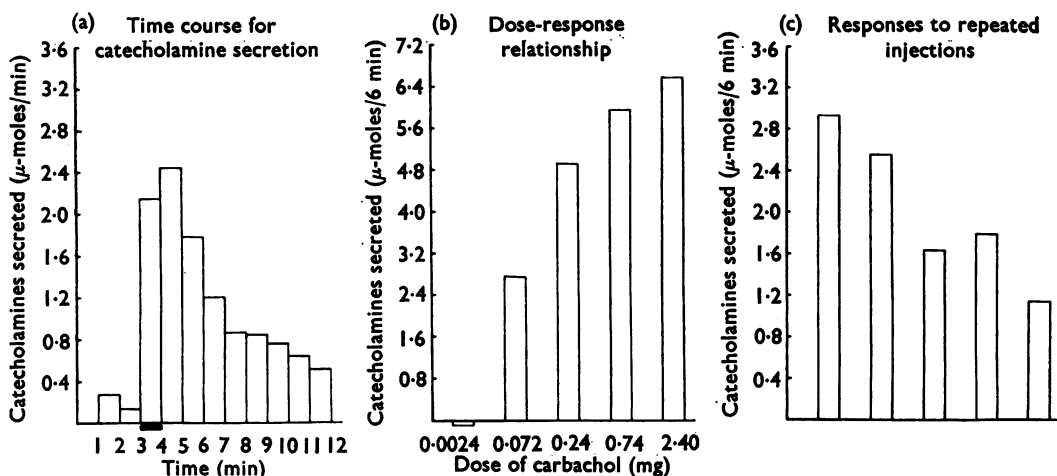 (a) Time course for
catecholamine secretion
Catecholamines secreted (μ-moles/min)
3·6
3·2
2·8
2·4
2·0
1·6
1·2
0·8
0·4
1 2 3 4 5 6 7 8 9 10 11 12
Time (min)
(b) Dose-response
relationship
Catecholamines secreted (μ-moles/6 min)
7·2
6·4
5·6
4·8
4·0
3·2
2·4
1·6
0·8
0·0024 0·072 0·24 0·74 2·40
Dose of carbachol (mg)
(c) Responses to repeated
injections
Catecholamines secreted (μ-moles/6 min)
3·6
3·2
2·8
2·4
2·0
1·6
1·2
0·8
0·4